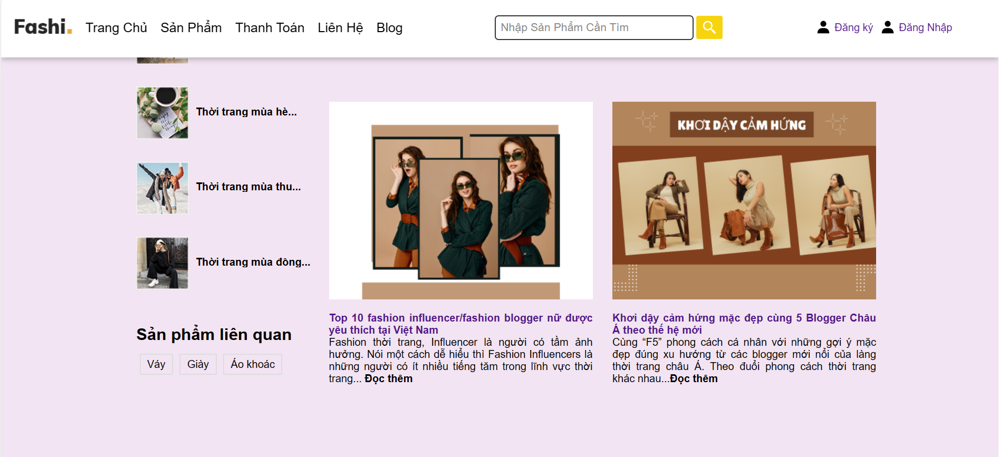 Fashi.
Trang Chủ
Sản Phẩm
Thanh Toán
Liên Hệ
Blog
Nhập Sản Phẩm Cần Tìm
Đăng ký
Đăng Nhập
Thời trang mùa hè...
Thời trang mùa thu...
Thời trang mùa đông...
Sản phẩm liên quan
Váy
Giày
Áo khoác
Top 10 fashion influencer/fashion blogger nữ được
yêu thích tại Việt Nam
Fashion thời trang, Influencer là người có tầm ảnh
hưởng. Nói một cách dễ hiểu thì Fashion Influencers là
những người có ít nhiều tiếng tăm trong lĩnh vực thời
trang... Đọc thêm
KHƠI DẬY CẢM HỨNG
Khơi dậy cảm hứng mặc đẹp cùng 5 Blogger Châu
Á theo thế hệ mới
Cùng “F5” phong cách cá nhân với những gợi ý mặc
đẹp đúng xu hướng từ các blogger mới nổi của làng
thời trang châu Á. Theo đuổi phong cách thời trang
khác nhau...Đọc thêm